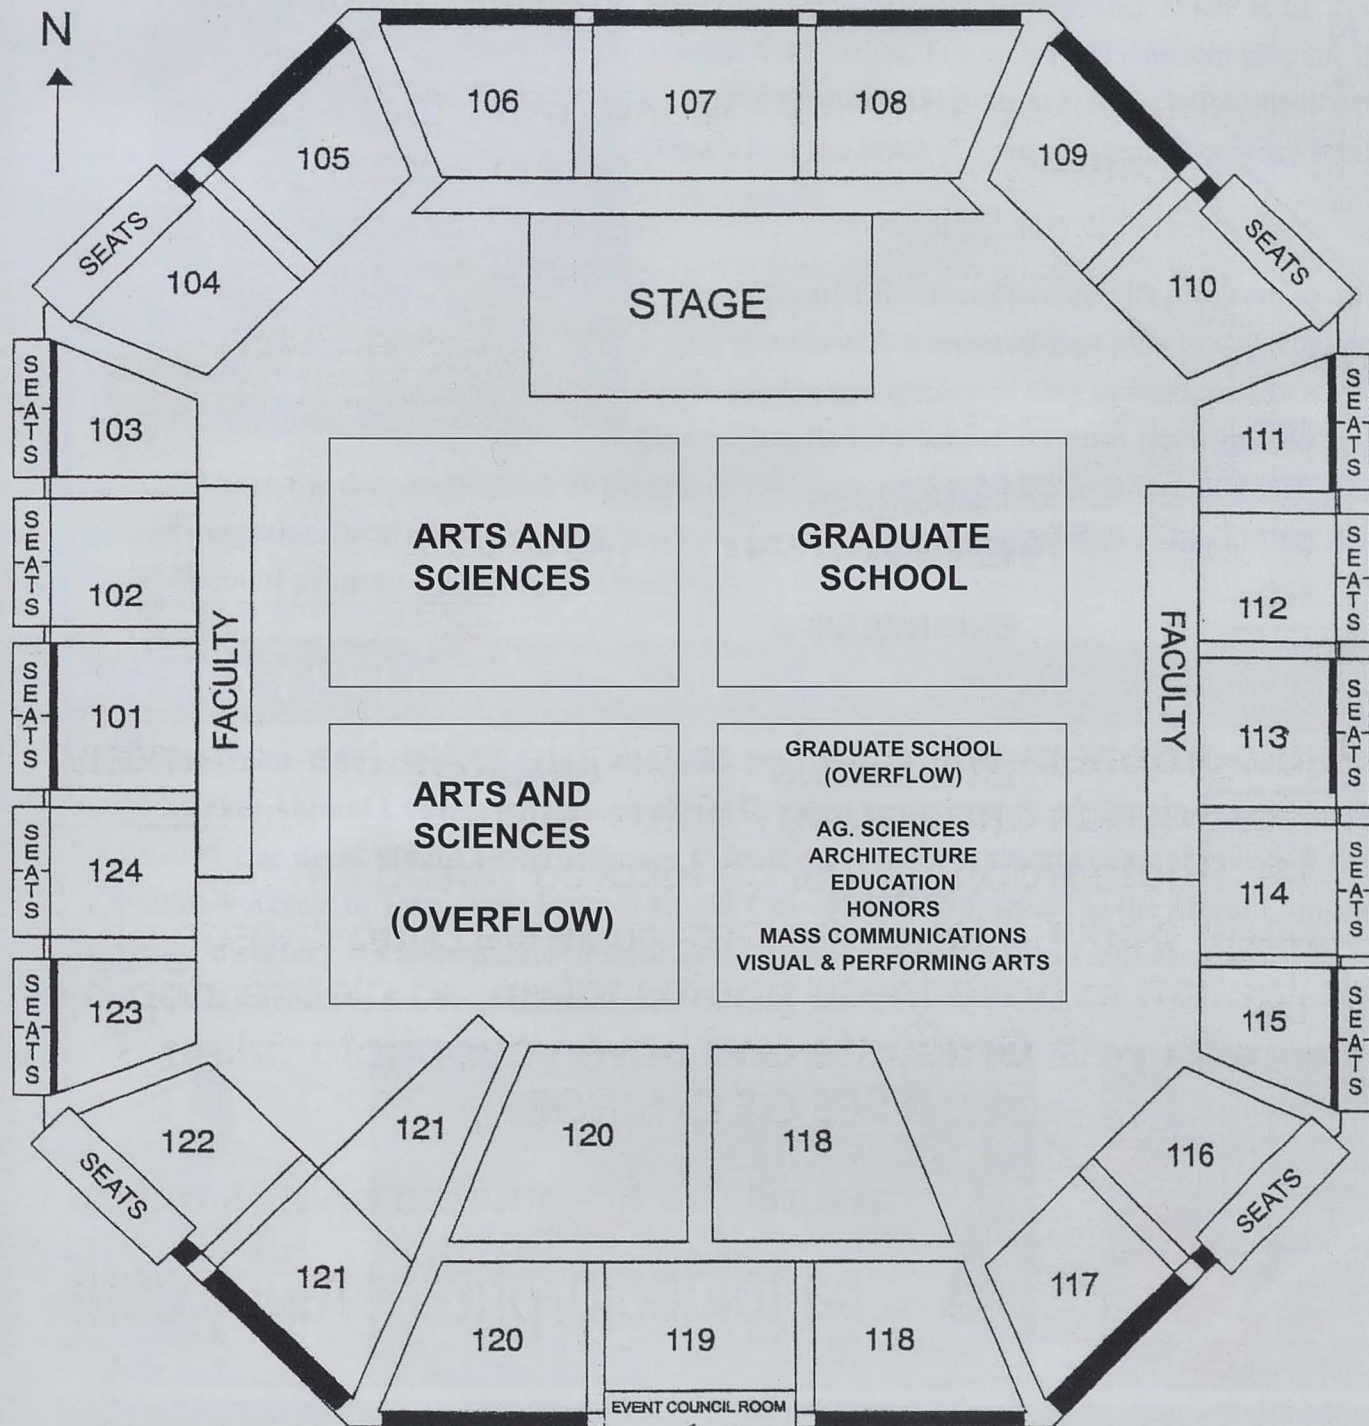 N
106
107
108
105
109
SEATS
104
STAGE
110
SEATS
SEATS
103
111
SEATS
ARTS AND
SCIENCES
GRADUATE
SCHOOL
SEATS
102
FACULTY
FACULTY
112
SEATS
SEATS
101
113
SEATS
ARTS AND
SCIENCES
(OVERFLOW)
GRADUATE SCHOOL
(OVERFLOW)
AG. SCIENCES
ARCHITECTURE
EDUCATION
HONORS
MASS COMMUNICATIONS
VISUAL & PERFORMING ARTS
SEATS
124
114
SEATS
SEATS
123
115
SEATS
122
SEATS
121
120
118
116
SEATS
121
117
120
119
118
EVENT COUNCIL ROOM